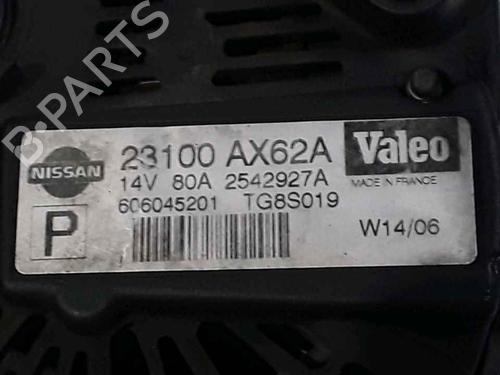 NISSAN
23100 AX62A
Valeo
MADE IN FRANCE
14V 80A 2542927A
606045201 TG8S019
P
W14/06
B-PARTS